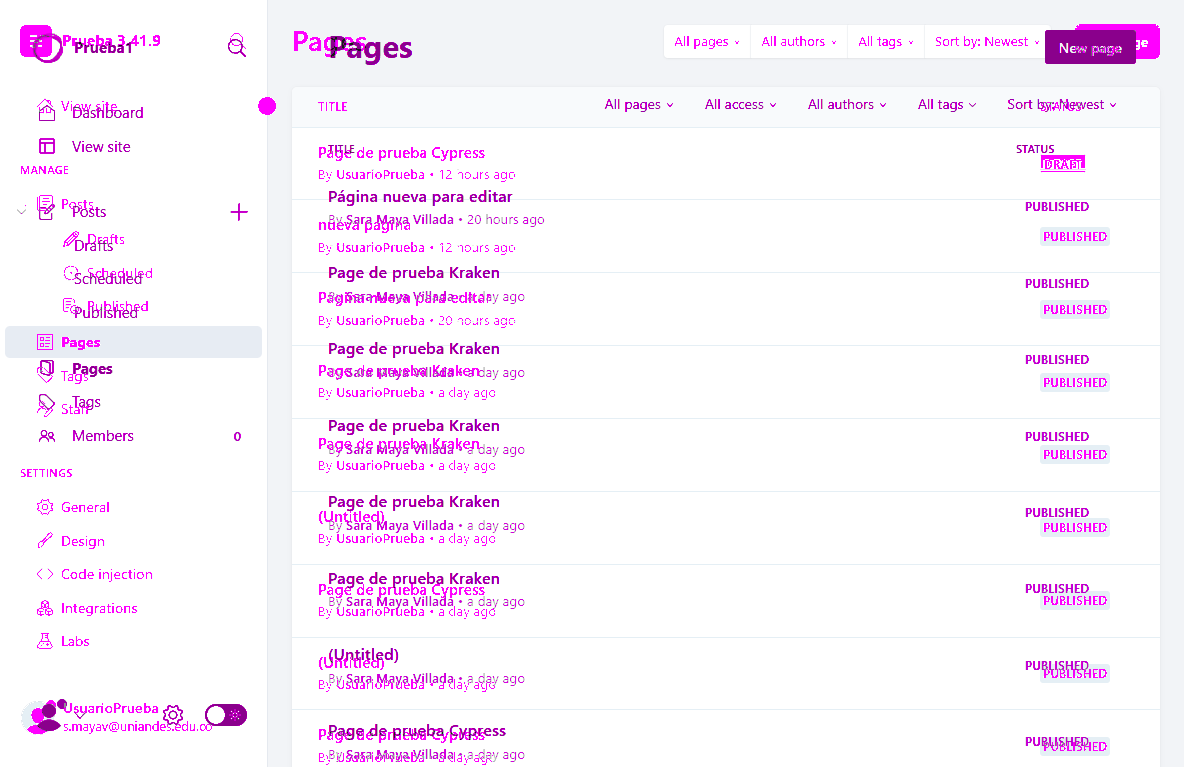 Prueba 3.41.9
Prueba1
Pages
Pages
All pages
All authors
All tags
Sort by: Newest
New page
View site
Dashboard
View site
MANAGE
Posts
Posts
Drafts
Drafts
Scheduled
Scheduled
Published
Published
Pages
Pages
Tags
Tags
Staff
Members
0
SETTINGS
General
Design
Code injection
Integrations
Labs
UsuarioPrueba
s.mayav@uniandes.edu.co
TITLE
All pages
All access
All authors
All tags
Sort by: Newest
STATUS
TITLE
STATUS
Page de prueba Cypress
DRAFT
By UsuarioPrueba • 12 hours ago
Página nueva para editar
PUBLISHED
By Sara Maya Villada • 20 hours ago
nueva pagina
PUBLISHED
By UsuarioPrueba • 12 hours ago
Page de prueba Kraken
PUBLISHED
By Sara Maya Villada • a day ago
Página nueva para editar
PUBLISHED
By UsuarioPrueba • 20 hours ago
Page de prueba Kraken
PUBLISHED
By Sara Maya Villada • a day ago
Page de prueba Kraken
PUBLISHED
By UsuarioPrueba • a day ago
Page de prueba Kraken
PUBLISHED
By Sara Maya Villada • a day ago
Page de prueba Kraken
PUBLISHED
By UsuarioPrueba • a day ago
Page de prueba Kraken
PUBLISHED
By Sara Maya Villada • a day ago
(Untitled)
PUBLISHED
By UsuarioPrueba • a day ago
Page de prueba Kraken
PUBLISHED
By Sara Maya Villada • a day ago
Page de prueba Cypress
PUBLISHED
By UsuarioPrueba • a day ago
(Untitled)
PUBLISHED
By Sara Maya Villada • a day ago
(Untitled)
PUBLISHED
By UsuarioPrueba • a day ago
Page de prueba Cypress
PUBLISHED
By Sara Maya Villada • a day ago
Page de prueba Cypress
PUBLISHED
By UsuarioPrueba • a day ago